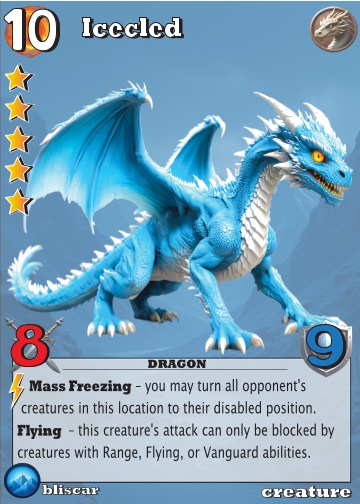 10 Icecled
8
9
DRAGON
Mass Freezing - you may turn all opponent's
creatures in this location to their disabled position.
Flying - this creature's attack can only be blocked by
creatures with Range, Flying, or Vanguard abilities.
bliscar creature